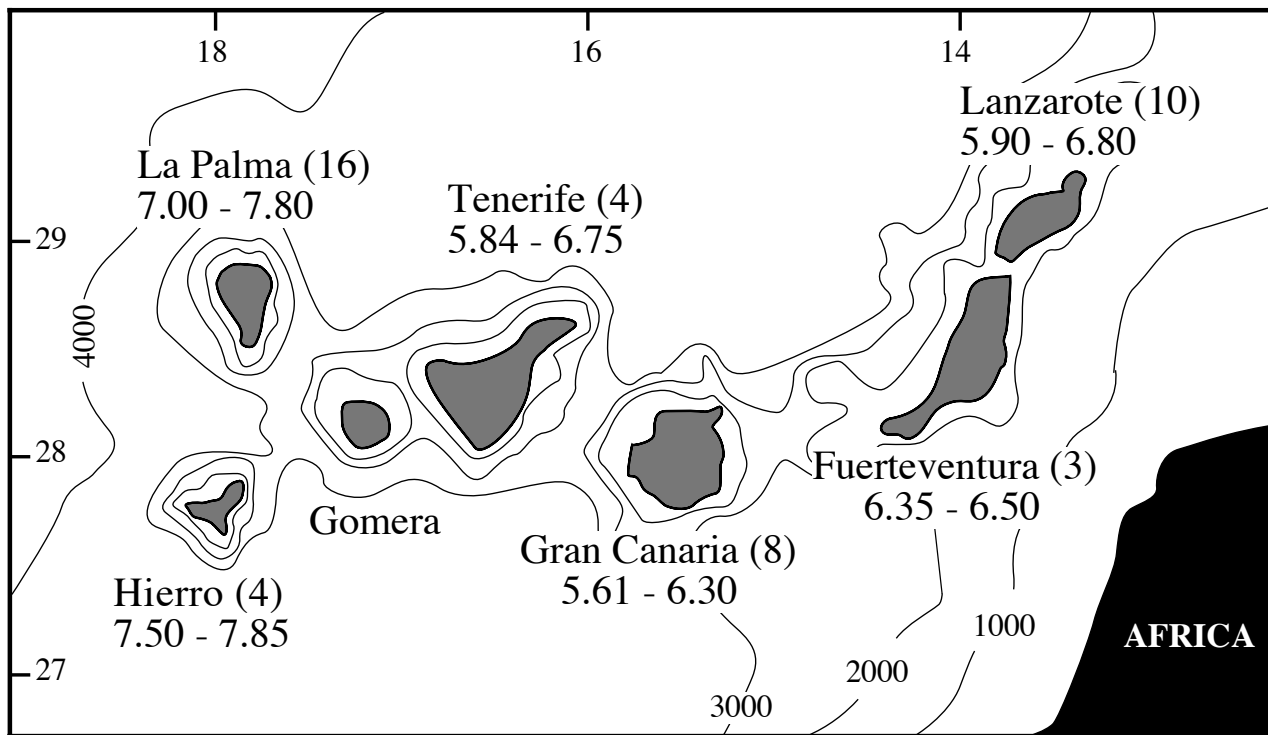 18
16
14
Lanzarote (10)
5.90 - 6.80
La Palma (16)
7.00 - 7.80
Tenerife (4)
5.84 - 6.75
29
4000
28
Fuerteventura (3)
6.35 - 6.50
Gomera
Gran Canaria (8)
5.61 - 6.30
Hierro (4)
7.50 - 7.85
1000
AFRICA
27
2000
3000